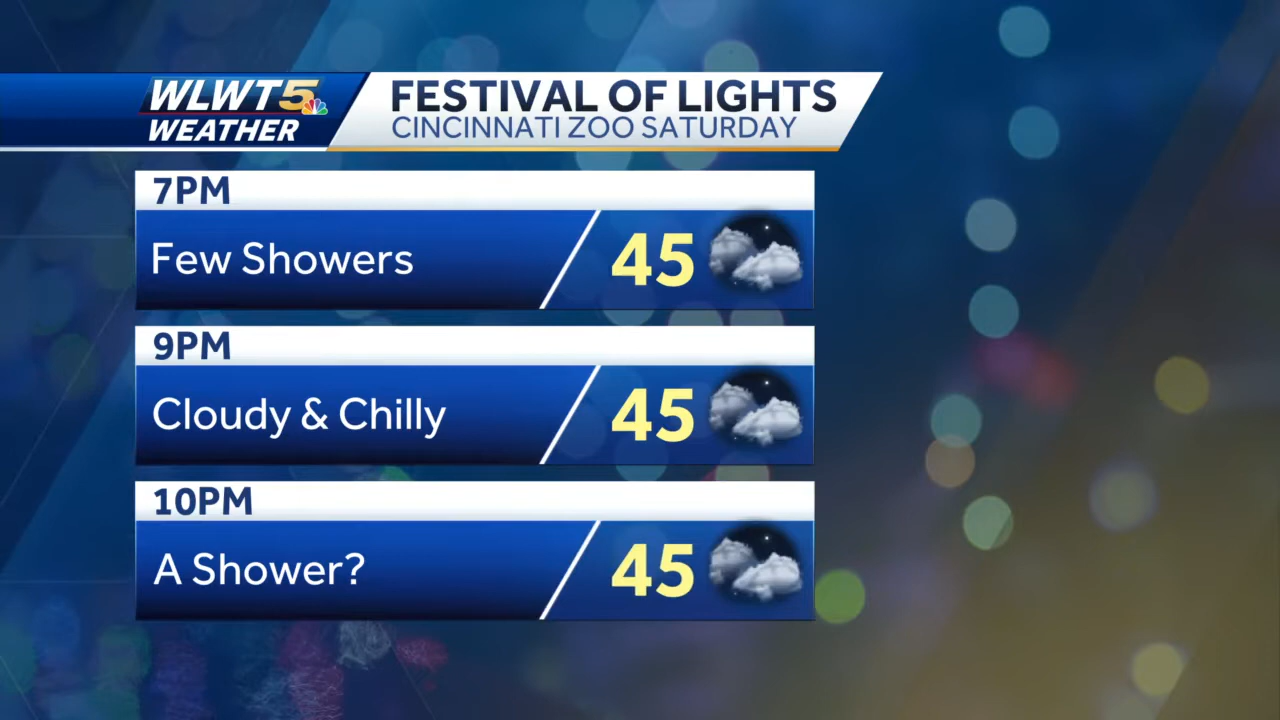 WLWT5
WEATHER
FESTIVAL OF LIGHTS
CINCINNATI ZOO SATURDAY
7PM
Few Showers
45
9PM
Cloudy & Chilly
45
10PM
A Shower?
45